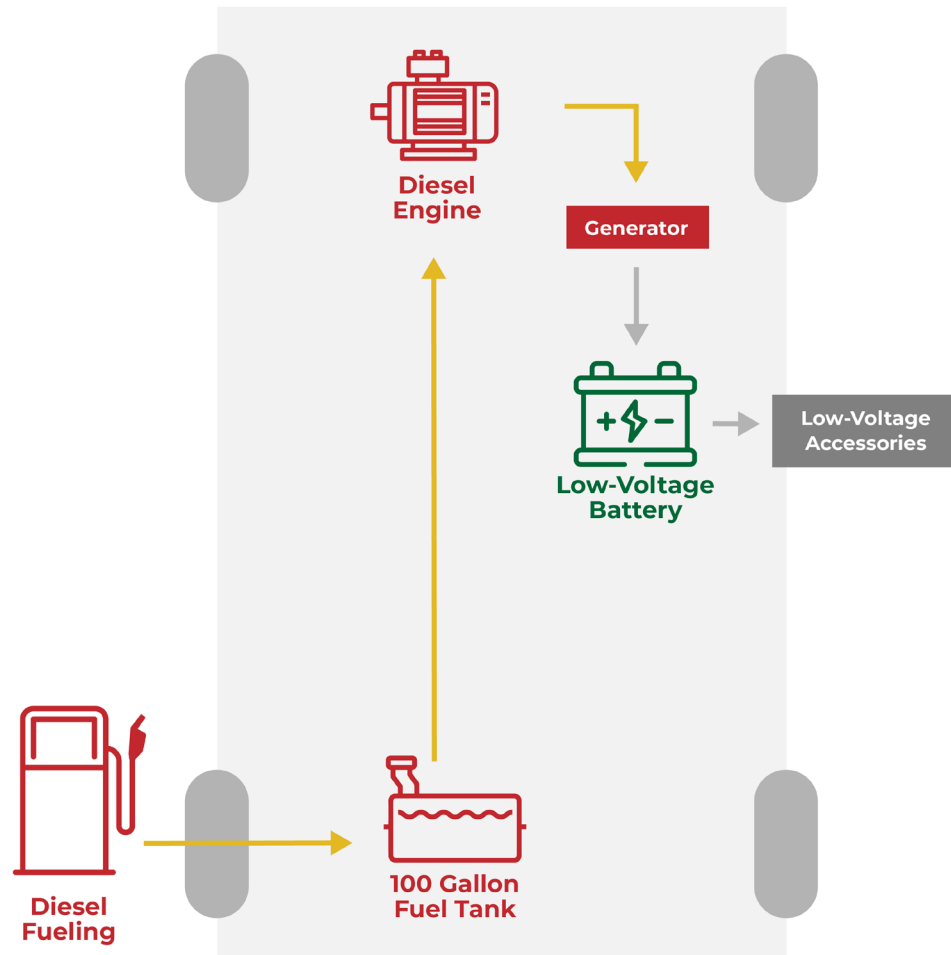 Diesel
Engine
Generator
Low-Voltage
Accessories
Low-Voltage
Battery
100 Gallon
Fuel Tank
Diesel
Fueling